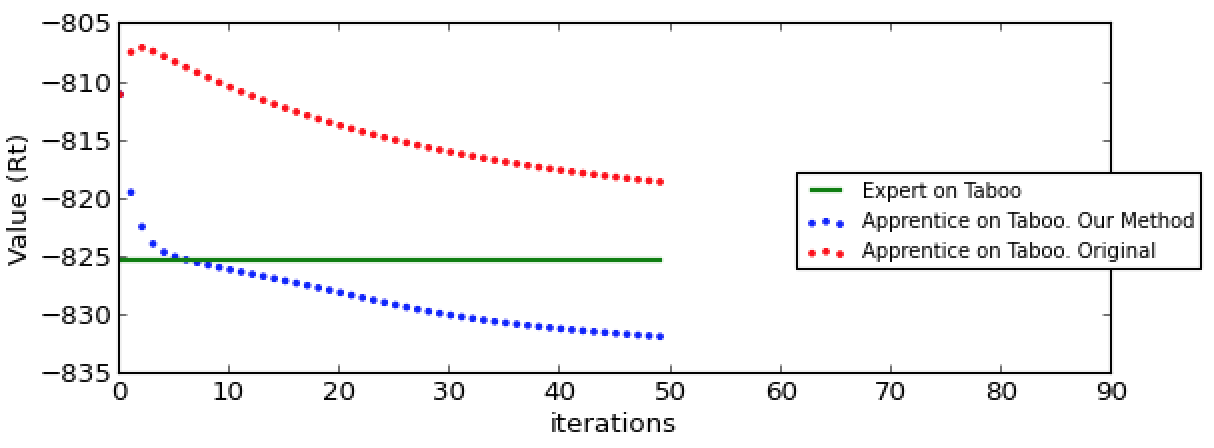 −805
−810
−815
−820
−825
−830
−835
Value (Rt)
0 10 20 30 40 50 60 70 80 90
iterations
Expert on Taboo
Apprentice on Taboo. Our Method
Apprentice on Taboo. Original